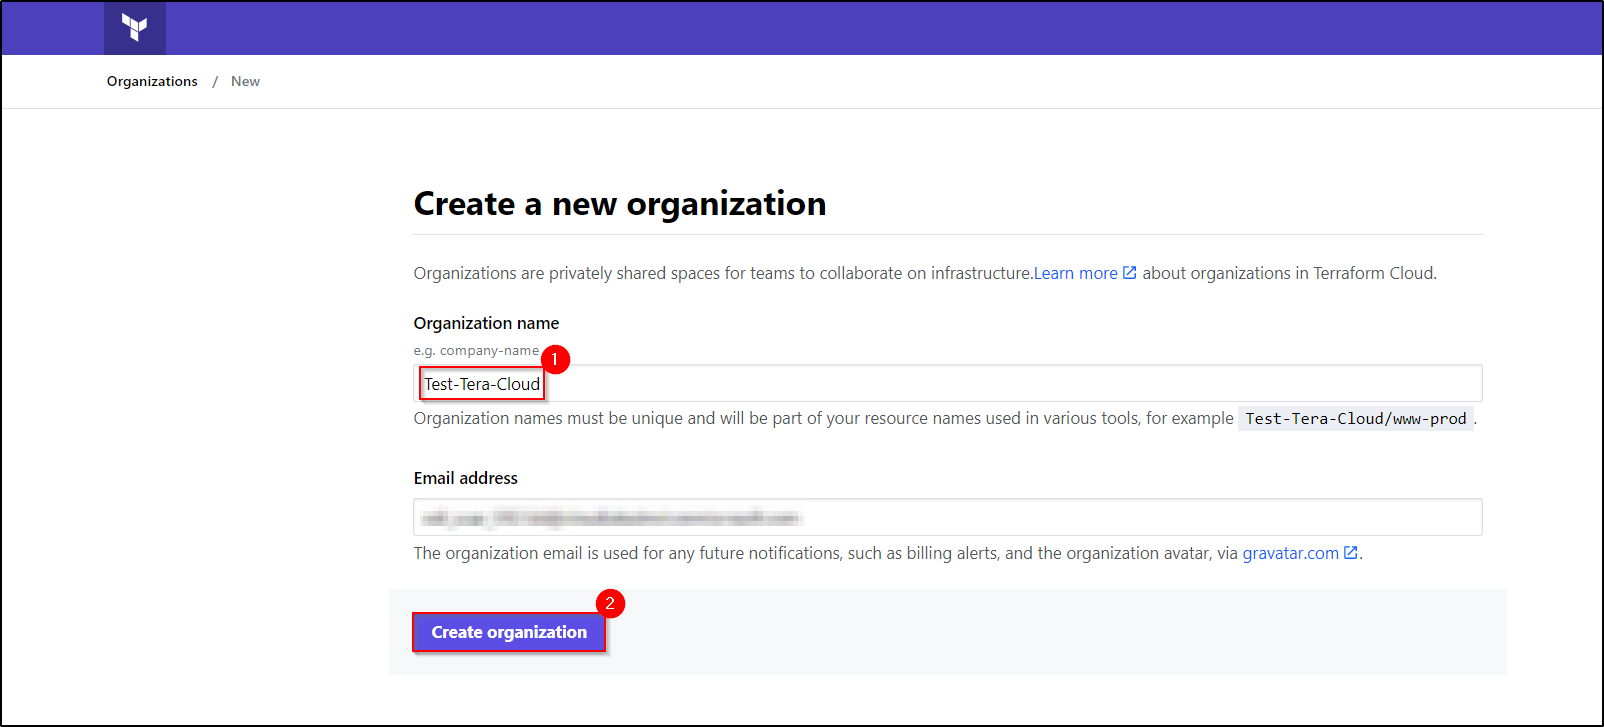 Organizations / New
Create a new organization
Organizations are privately shared spaces for teams to collaborate on infrastructure.Learn more about organizations in Terraform Cloud.
Organization name
e.g. company-name
1
Test-Tera-Cloud
Organization names must be unique and will be part of your resource names used in various tools, for example Test-Tera-Cloud/www-prod .
Email address
The organization email is used for any future notifications, such as billing alerts, and the organization avatar, via gravatar.com .
2
Create organization